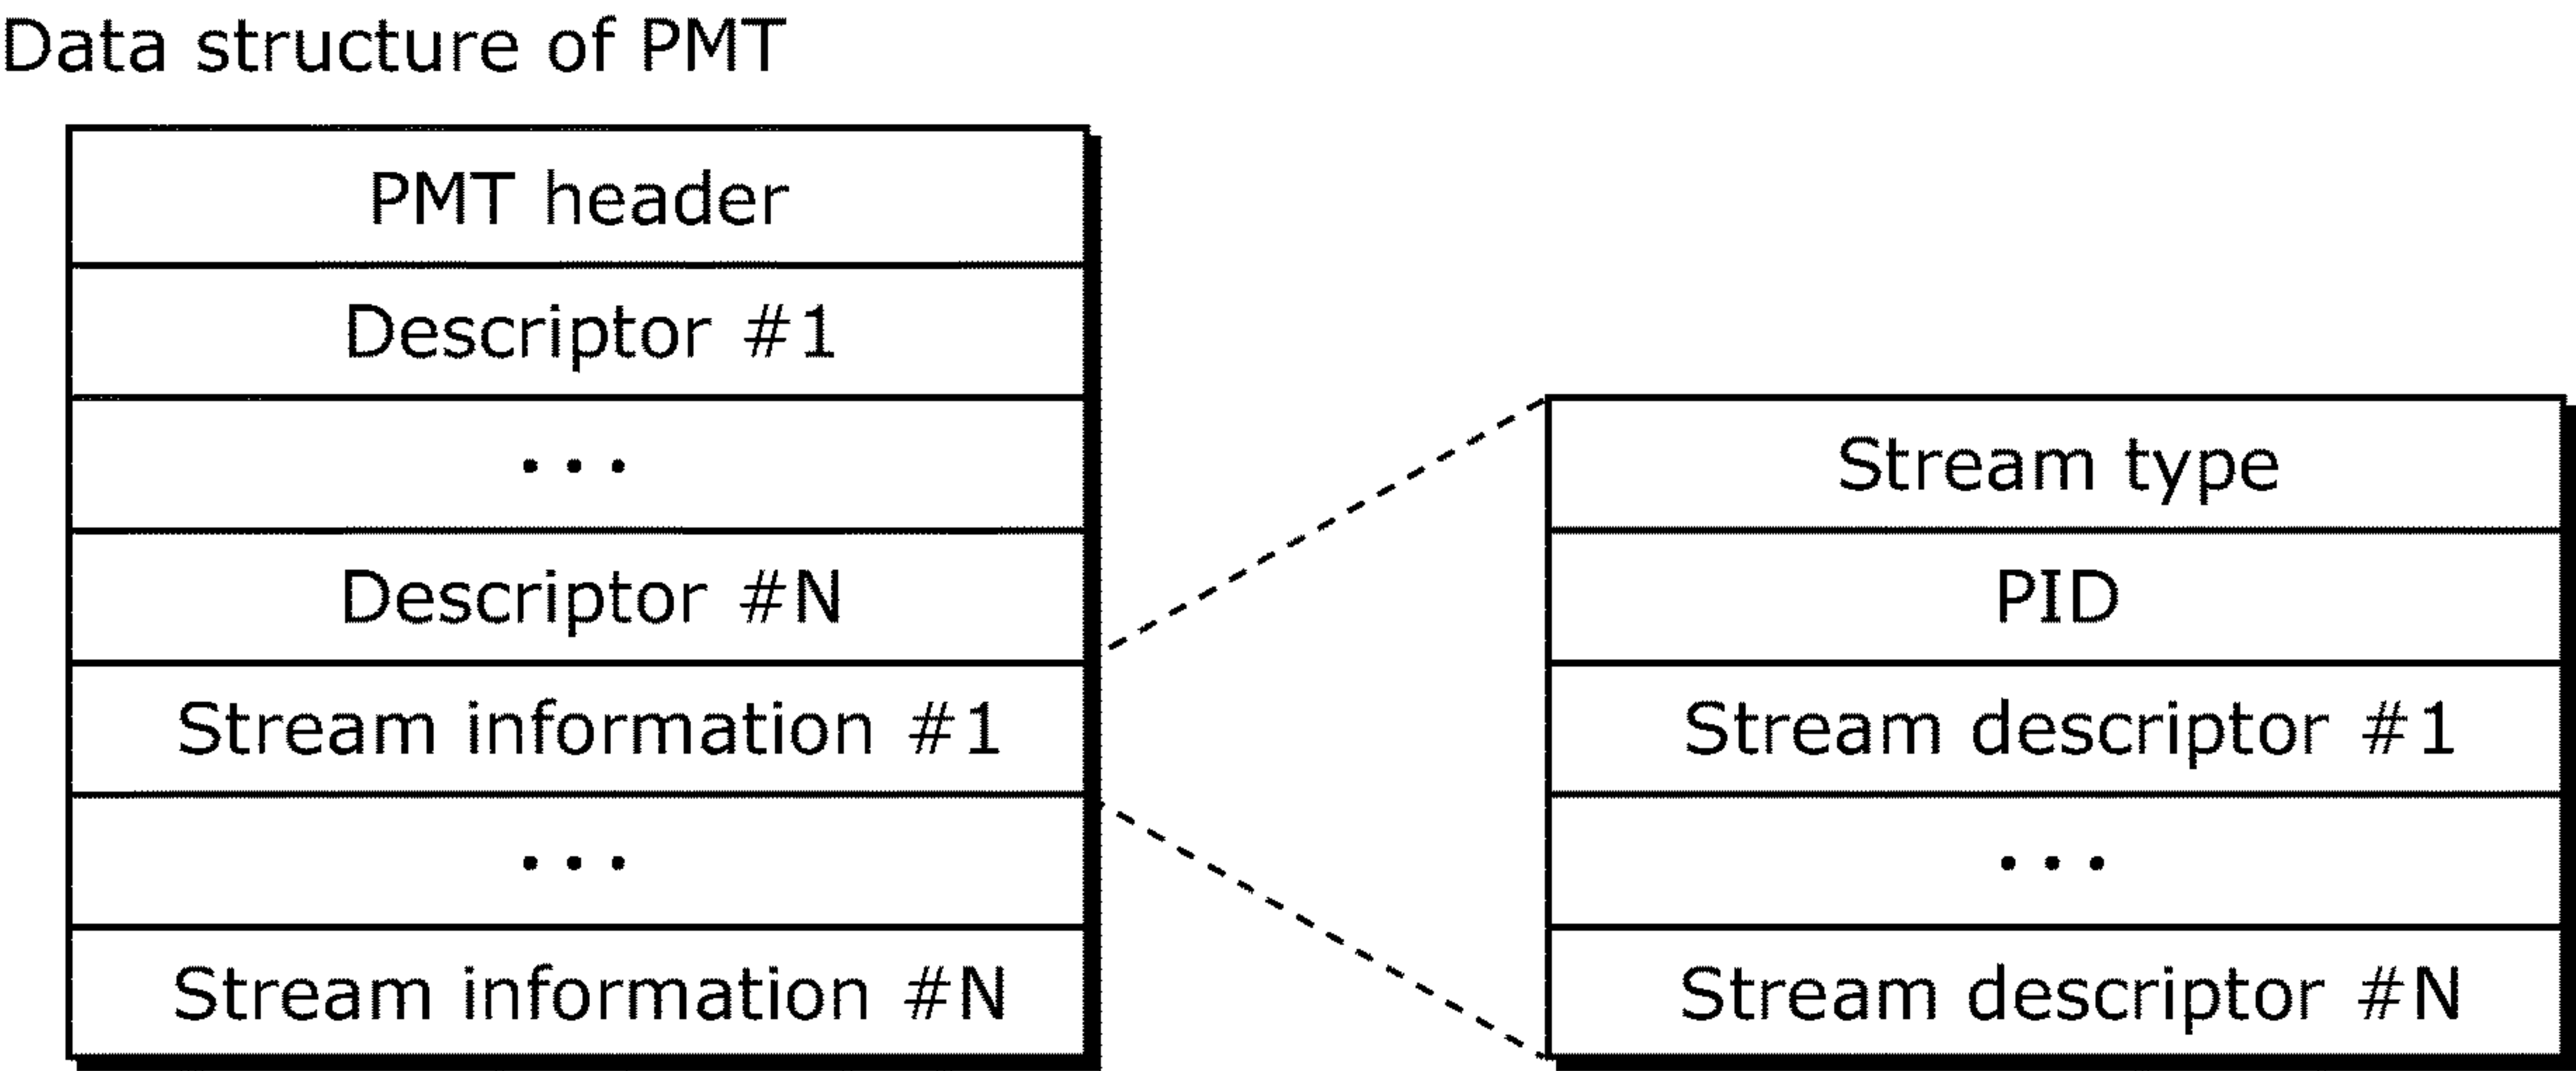 Data structure of PMT
PMT header
Descriptor #1
...
Descriptor #N
Stream information #1
...
Stream information #N
Stream type
PID
Stream descriptor #1
...
Stream descriptor #N